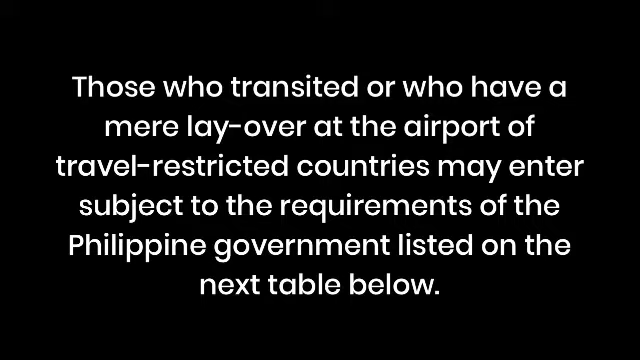 Those who transited or who have a
mere lay-over at the airport of
travel-restricted countries may enter
subject to the requirements of the
Philippine government listed on the
next table below.